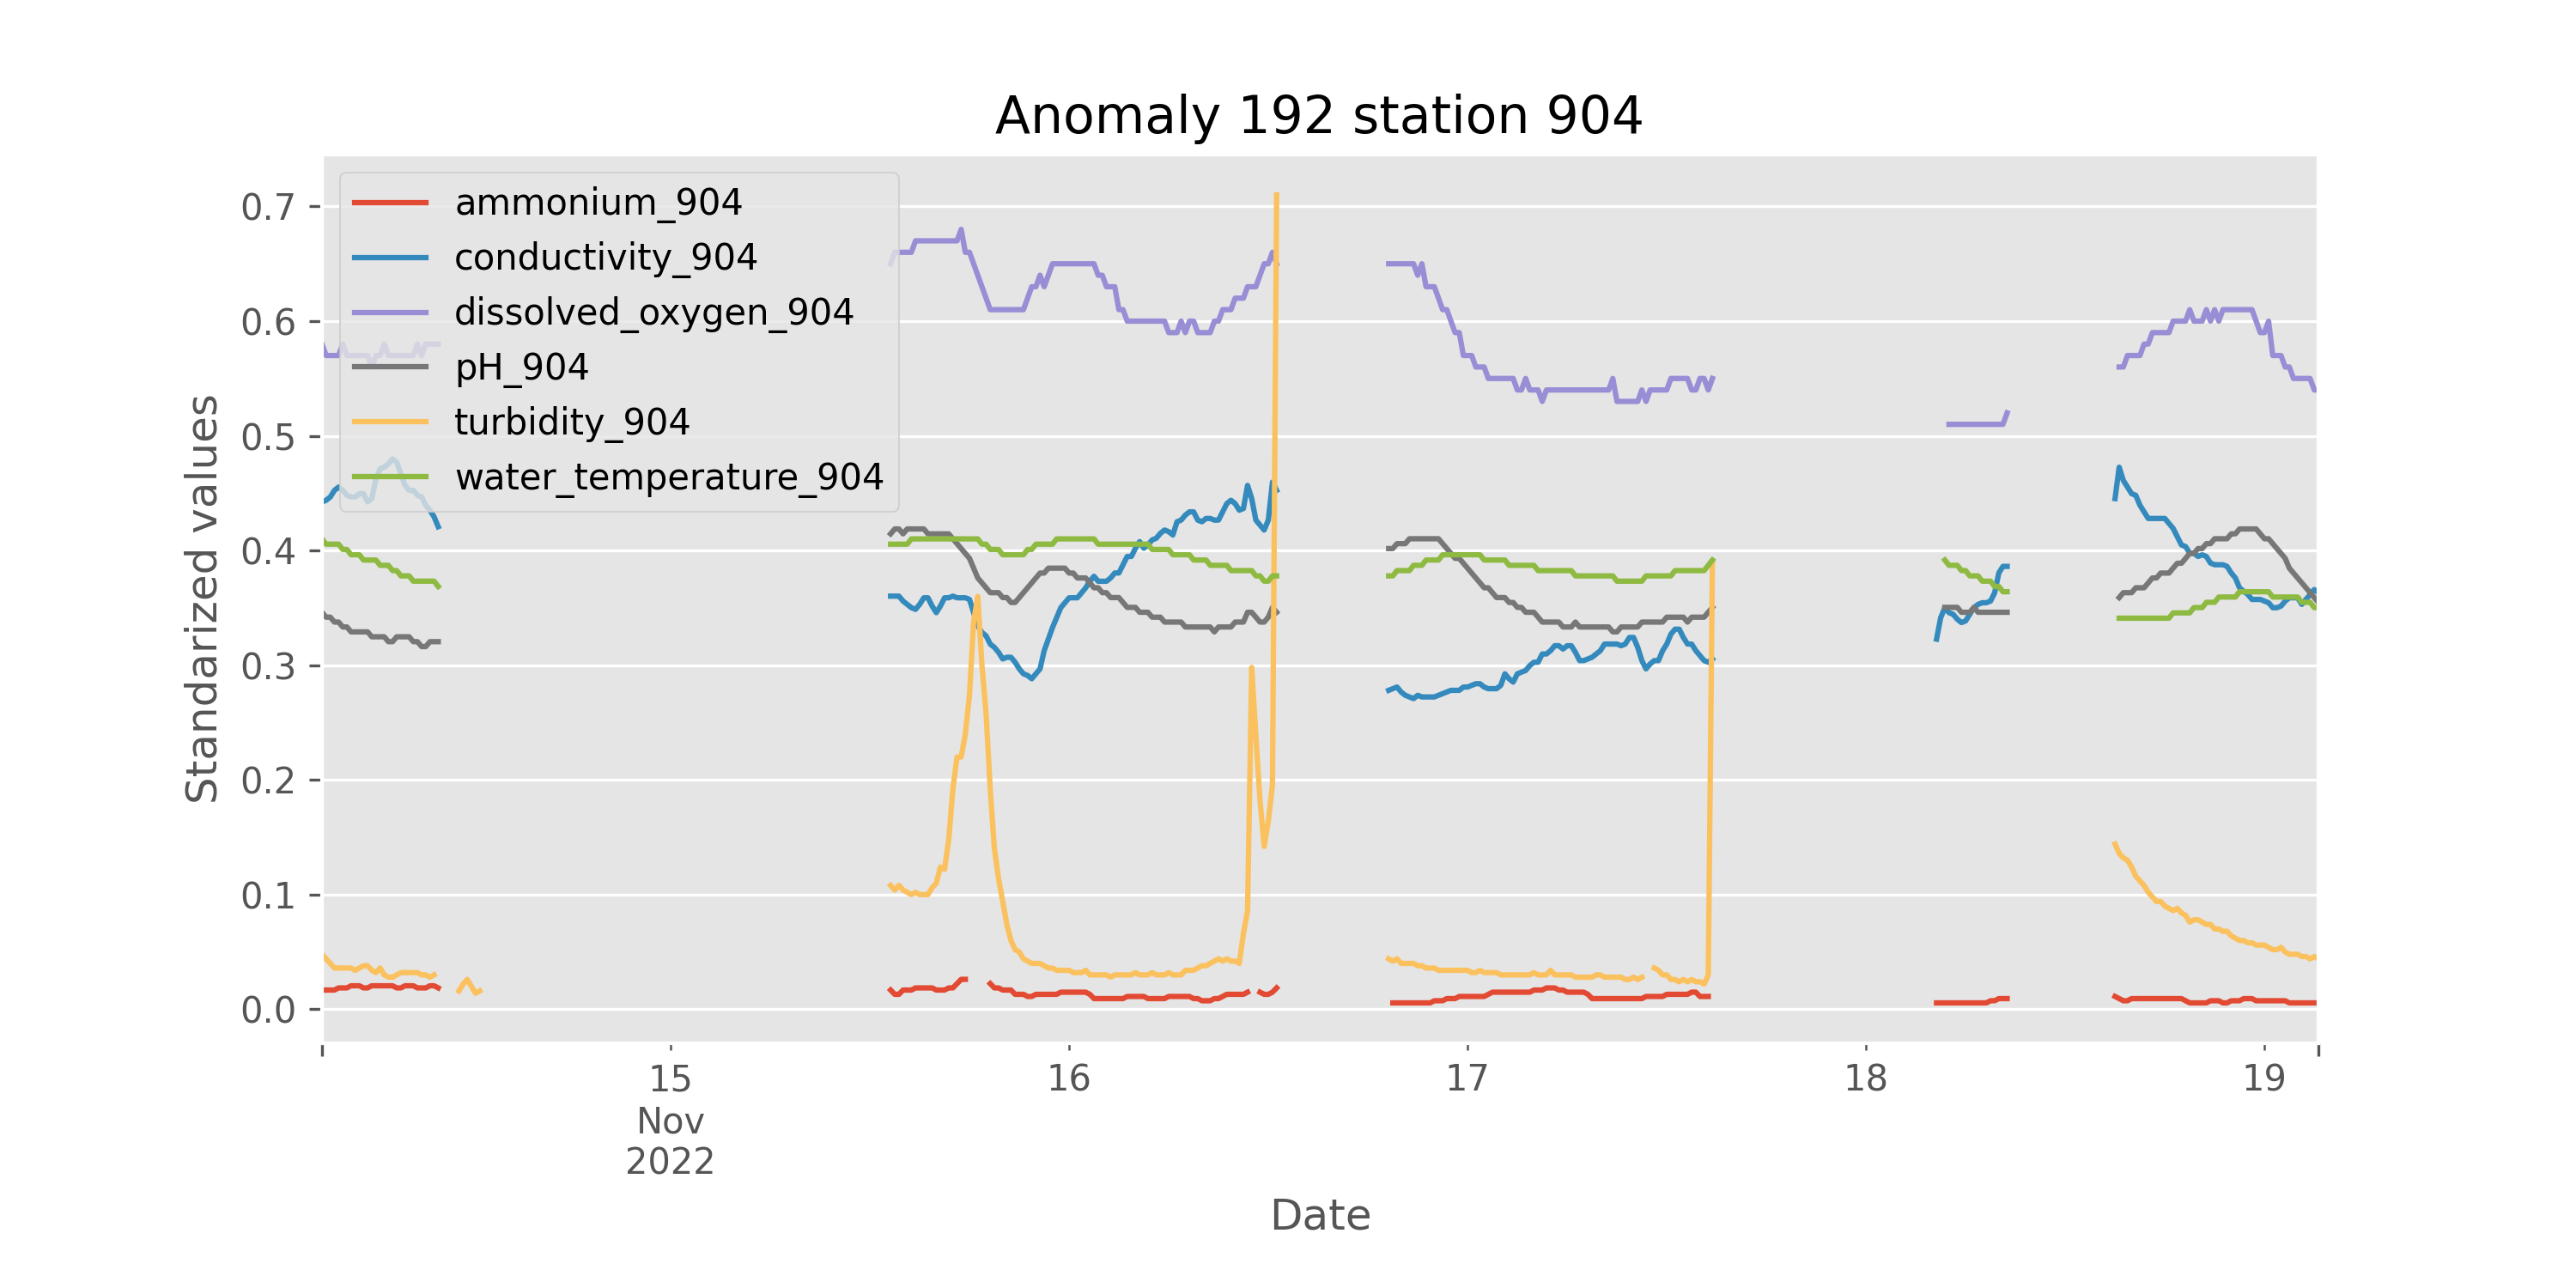 Anomaly 192 station 904
ammonium_904
conductivity_904
dissolved_oxygen_904
pH_904
turbidity_904
water_temperature_904
Standarized values
0.7
0.6
0.5
0.4
0.3
0.2
0.1
0.0
15 16 17 18 19
Nov
2022
Date